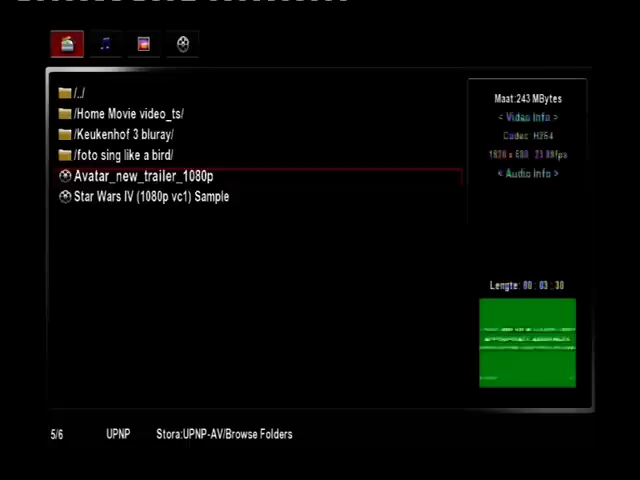 /../
/Home Movie video_ts/
/Keukenhof 3 bluray/
/foto sing like a bird/
Avatar_new_trailer_1080p
Star Wars IV (1080p vc1) Sample
Maat:243 MBytes
< Video Info >
Codec: H264
fps
< Audio Info >
Lengte: 00 : 03 : 30
5/6 UPNP Stora:UPNP-AV/Browse Folders